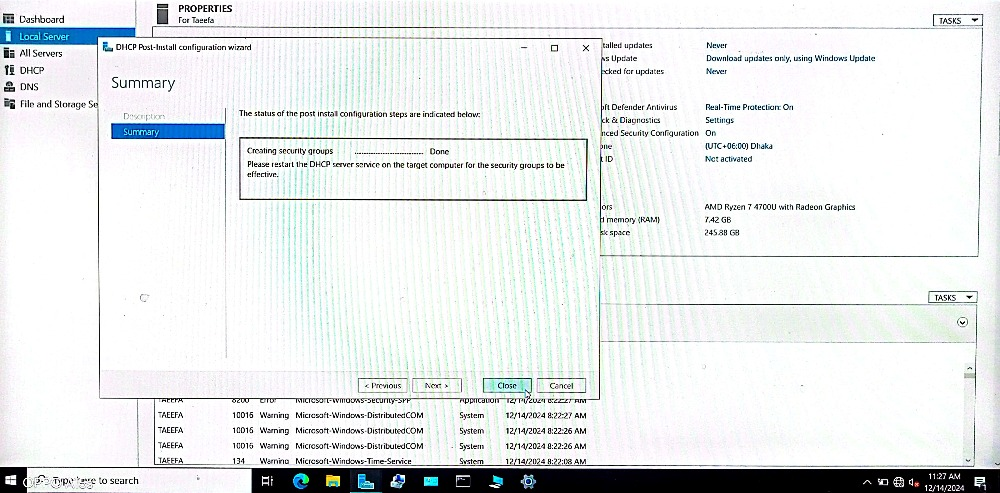 PROPERTIES
For Taeefa
TASKS
Dashboard
Local Server
All Servers
DHCP
DNS
File and Storage Se
DHCP Post-Install configuration wizard
Summary
Description
Summary
The status of the post install configuration steps are indicated below:
Creating security groups ........................ Done
Please restart the DHCP server service on the target computer for the security groups to be
effective.
< Previous
Next >
Close
Cancel
talled updates Never
ws Update Download updates only, using Windows Update
ecked for updates Never
oft Defender Antivirus Real-Time Protection: On
ck & Diagnostics Settings
nced Security Configuration On
one (UTC+06:00) Dhaka
t ID Not activated
ors AMD Ryzen 7 4700U with Radeon Graphics
d memory (RAM) 7.42 GB
sk space 245.88 GB
TASKS
TAEEFA 8200 Error Microsoft-Windows-Security-SPP Application 12/14/2024 8:22:27 AM
TAEEFA 10016 Warning Microsoft-Windows-DistributedCOM System 12/14/2024 8:22:27 AM
TAEEFA 10016 Warning Microsoft-Windows-DistributedCOM System 12/14/2024 8:22:26 AM
TAEEFA 10016 Warning Microsoft-Windows-DistributedCOM System 12/14/2024 8:22:26 AM
TAEEFA 134 Warning Microsoft-Windows-Time-Service System 12/14/2024 8:22:08 AM
Type here to search
11:27 AM
12/14/2024